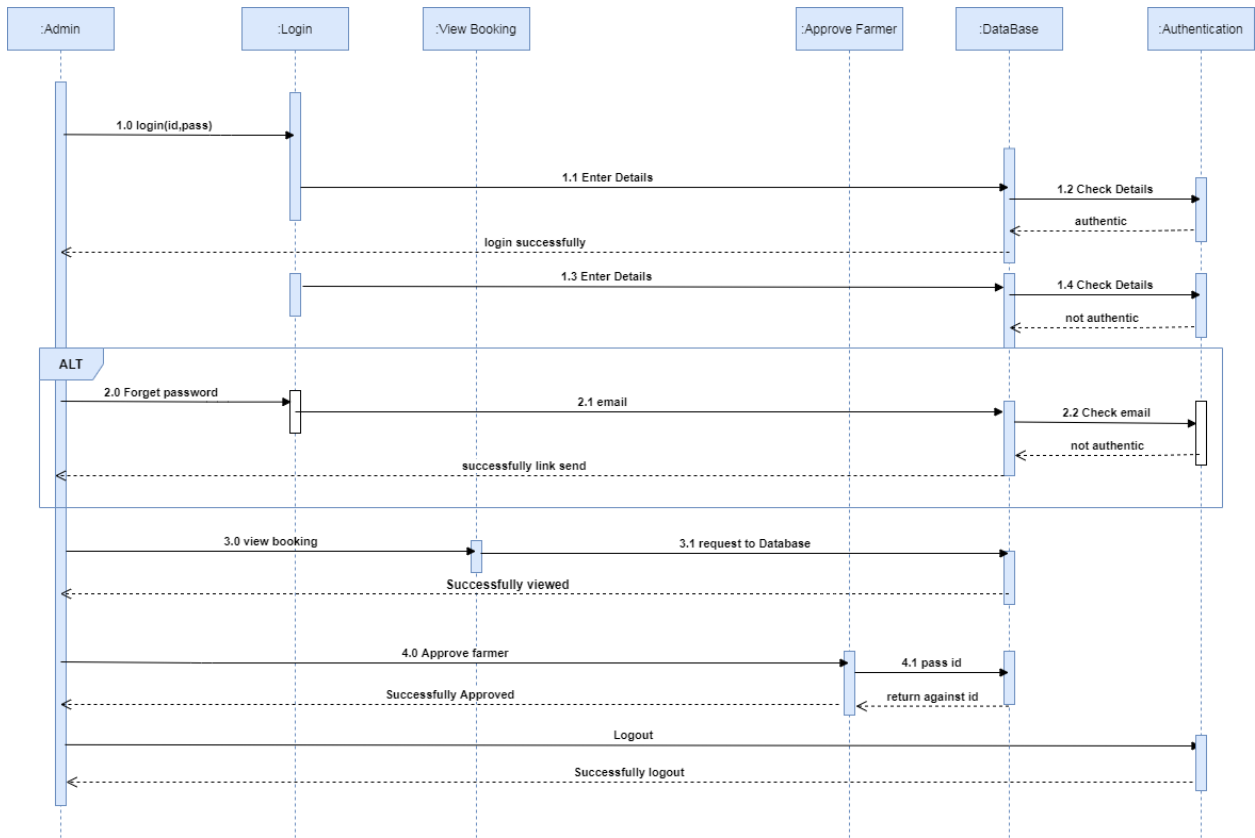 :Admin
:Login
:View Booking
:Approve Farmer
:DataBase
:Authentication
1.0 login(id,pass)
1.1 Enter Details
1.2 Check Details
authentic
login successfully
1.3 Enter Details
1.4 Check Details
not authentic
ALT
2.0 Forget password
2.1 email
2.2 Check email
not authentic
successfully link send
3.0 view booking
3.1 request to Database
Successfully viewed
4.0 Approve farmer
4.1 pass id
Successfully Approved
return against id
Logout
Successfully logout